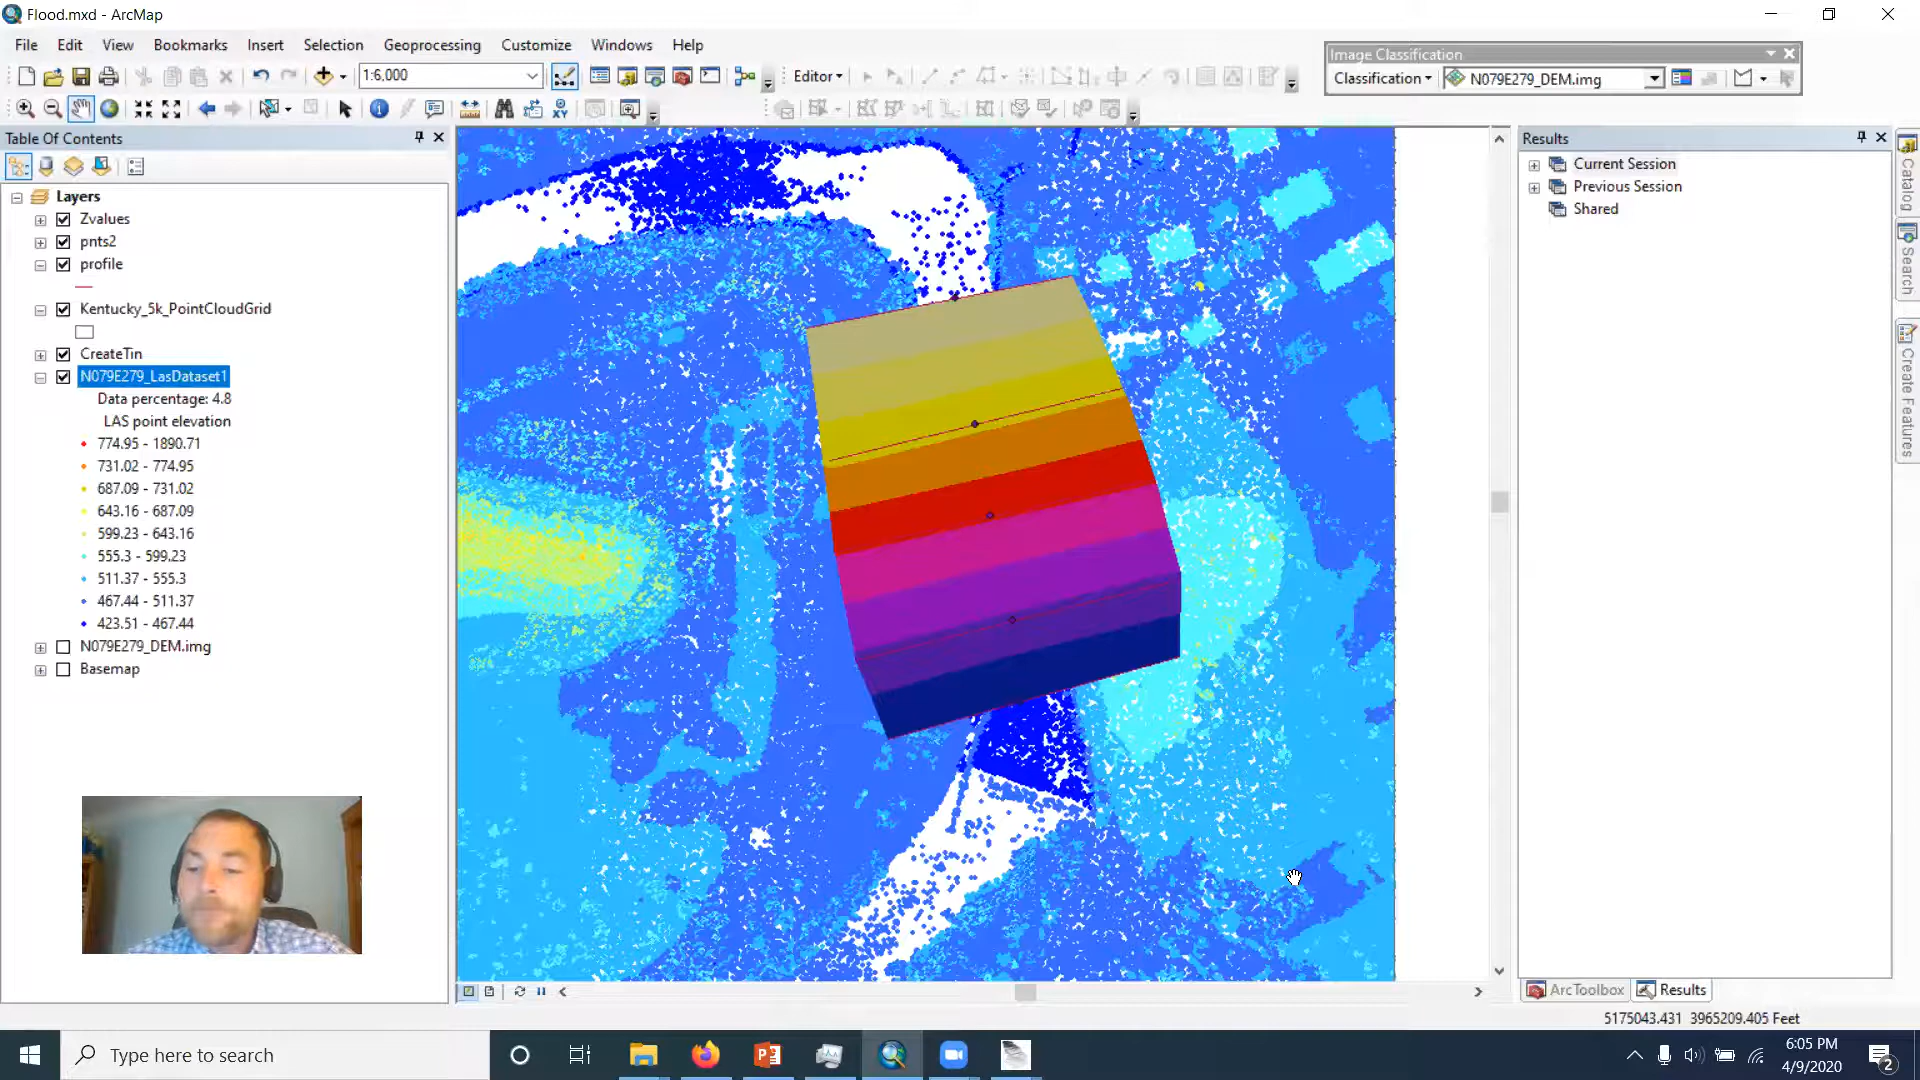 Flood.mxd - ArcMap
File Edit View Bookmarks Insert Selection Geoprocessing Customize Windows Help
1:6,000
Editor
Image Classification
Classification N079E279_DEM.img
Table Of Contents
Layers
Zvalues
pnts2
profile
Kentucky_5k_PointCloudGrid
CreateTin
N079E279_LasDataset1
Data percentage: 4.8
LAS point elevation
774.95 - 1890.71
731.02 - 774.95
687.09 - 731.02
643.16 - 687.09
599.23 - 643.16
555.3 - 599.23
511.37 - 555.3
467.44 - 511.37
423.51 - 467.44
N079E279_DEM.img
Basemap
Results
Current Session
Previous Session
Shared
Catalog
Search
Create Features
ArcToolbox Results
5175043.431 3965209.405 Feet
Type here to search
6:05 PM
4/9/2020
2